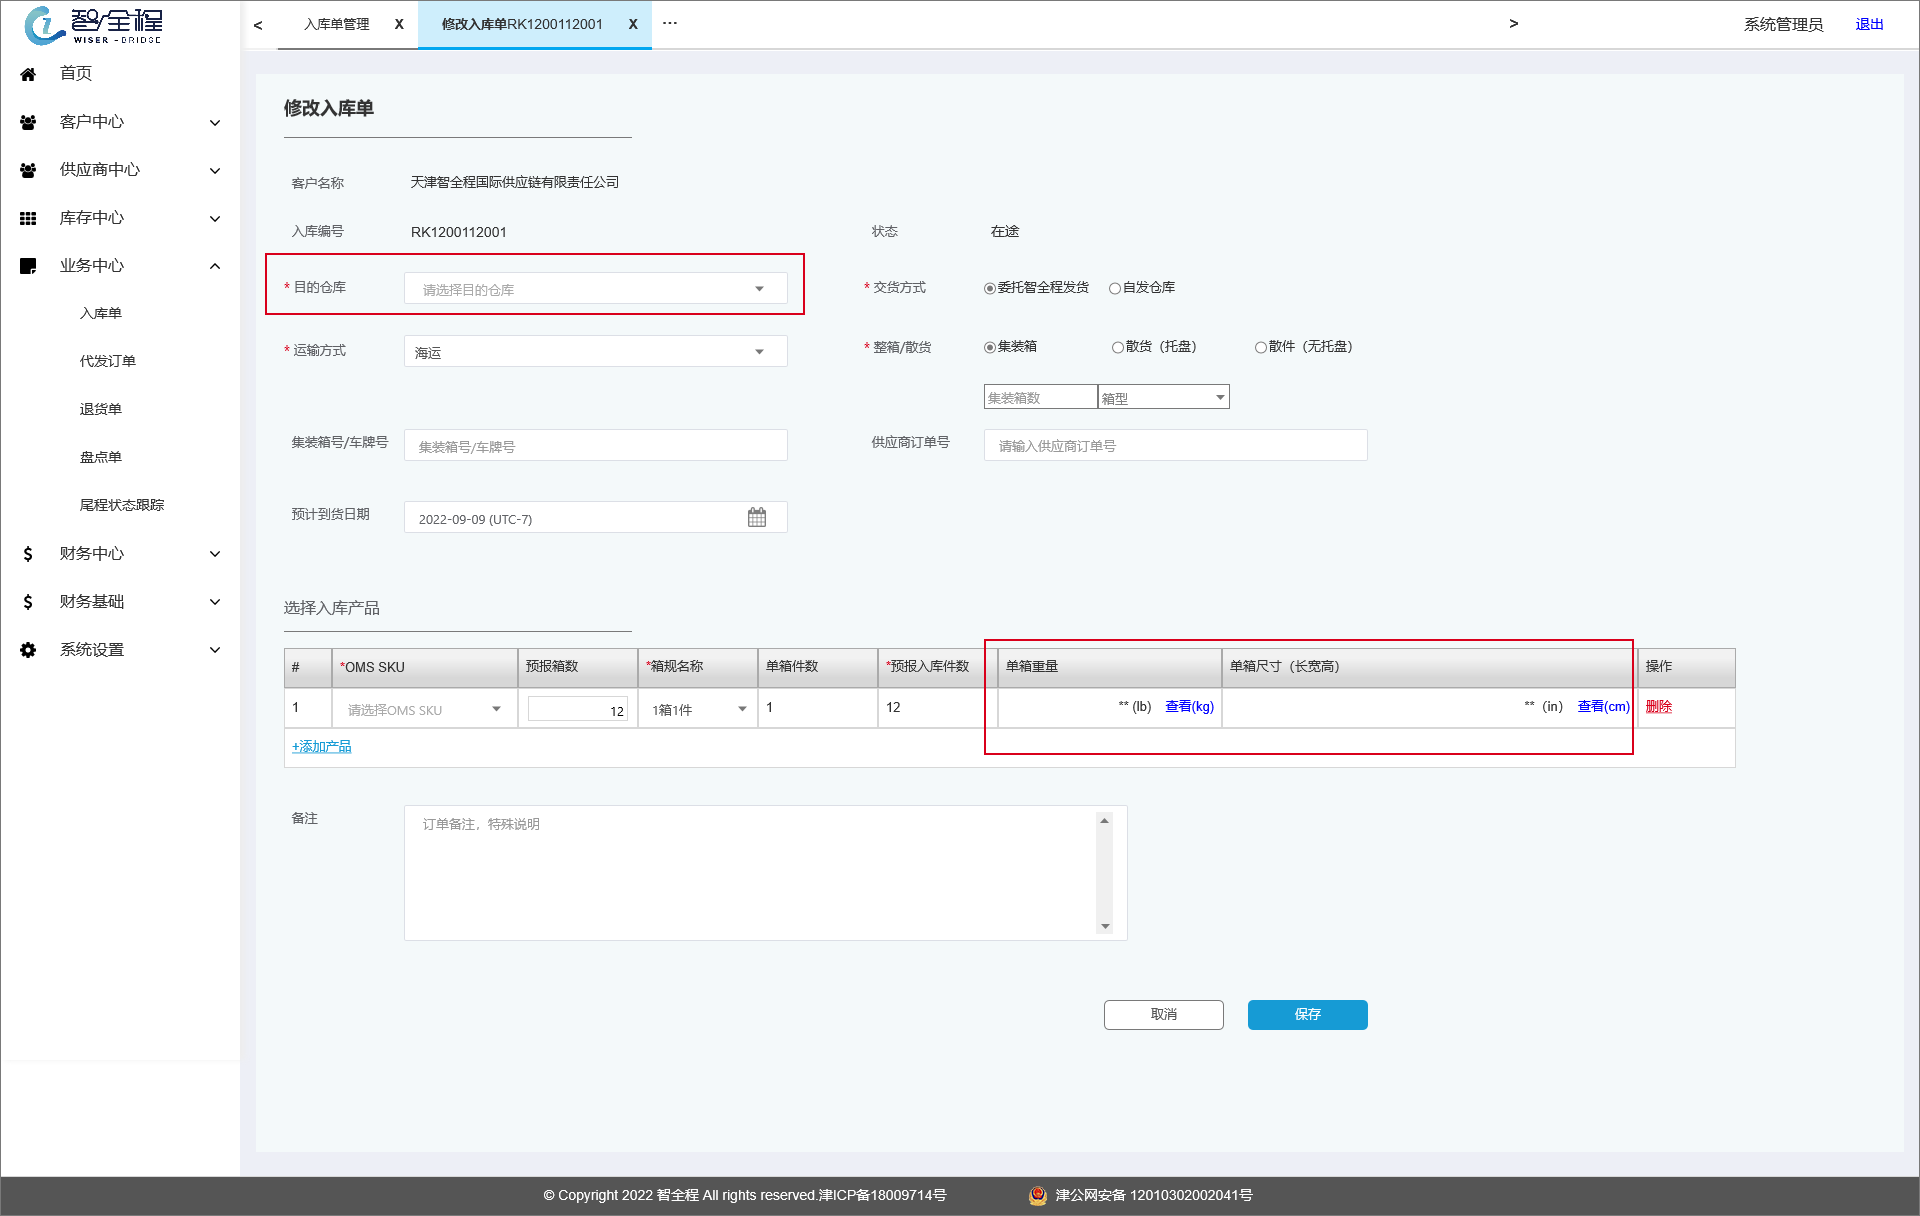 智全程
WISER-BRIDGE
< 入库单管理 X 修改入库单RK1200112001 X ··· > 系统管理员 退出
首页
客户中心
供应商中心
库存中心
业务中心
入库单
代发订单
退货单
盘点单
尾程状态跟踪
财务中心
财务基础
系统设置
修改入库单
客户名称 天津智全程国际供应链有限责任公司
入库编号 RK1200112001 状态 在途
* 目的仓库 请选择目的仓库 * 交货方式 委托智全程发货 自发仓库
* 运输方式 海运 * 整箱/散货 集装箱 散货（托盘） 散件（无托盘）
集装箱数 箱型
集装箱号/车牌号 集装箱号/车牌号 供应商订单号 请输入供应商订单号
预计到货日期 2022-09-09 (UTC-7)
选择入库产品
# *OMS SKU 预报箱数 *箱规名称 单箱件数 *预报入库件数 单箱重量 单箱尺寸（长宽高） 操作
1 请选择OMS SKU 12 1箱1件 1 12 ** (lb) 查看(kg) ** （in） 查看(cm) 删除
+添加产品
备注 订单备注，特殊说明
取消 保存
© Copyright 2022 智全程 All rights reserved.津ICP备18009714号 津公网安备 12010302002041号